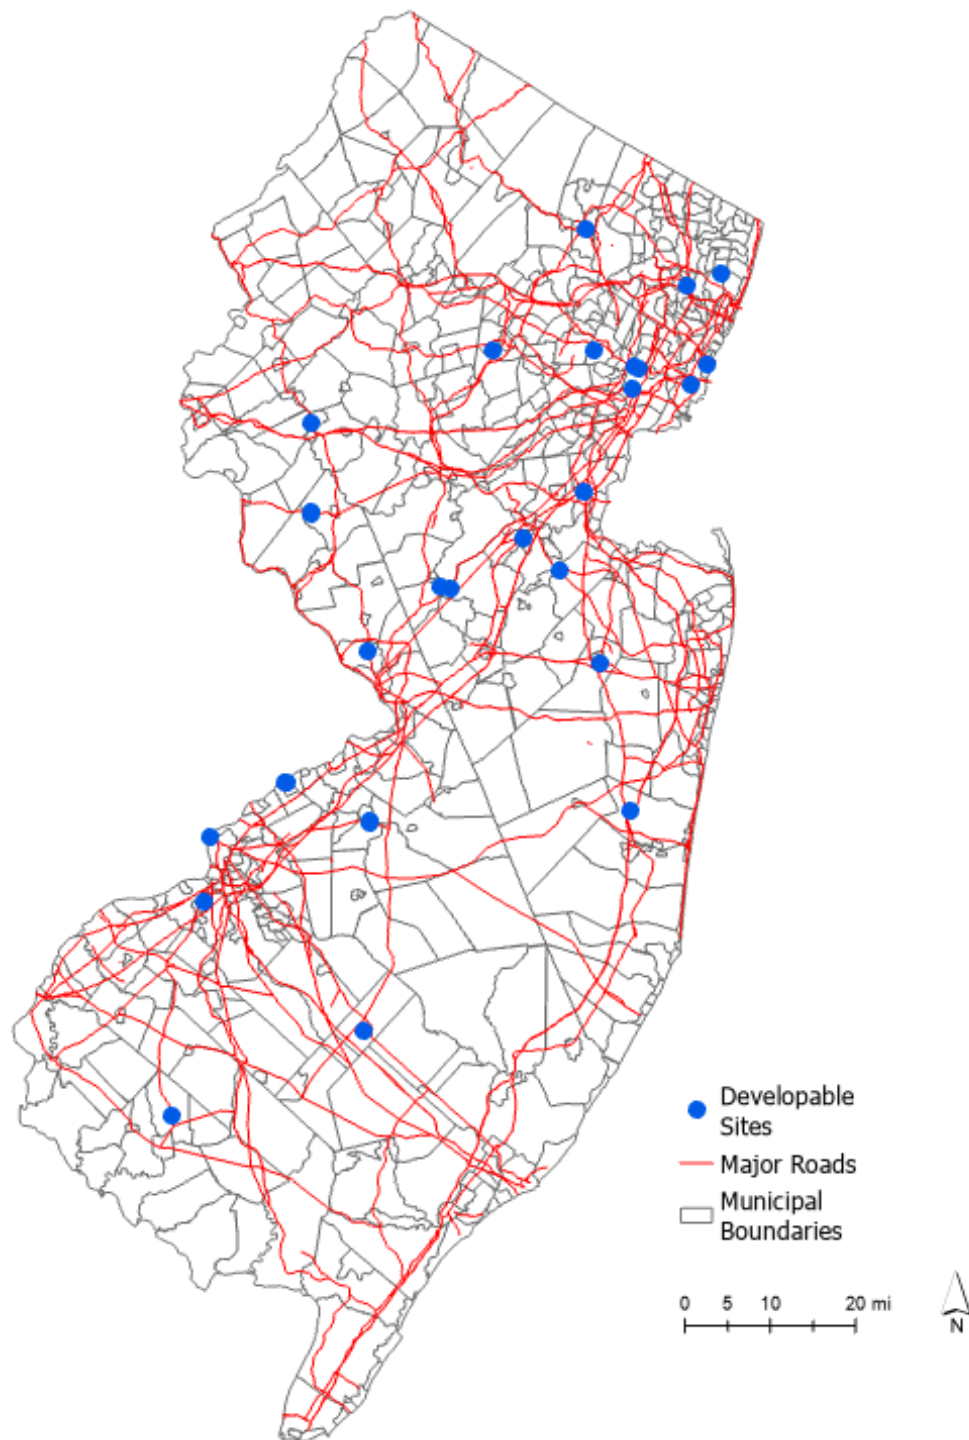 Developable
Sites
Major Roads
Municipal
Boundaries
0 5 10 20 mi
N